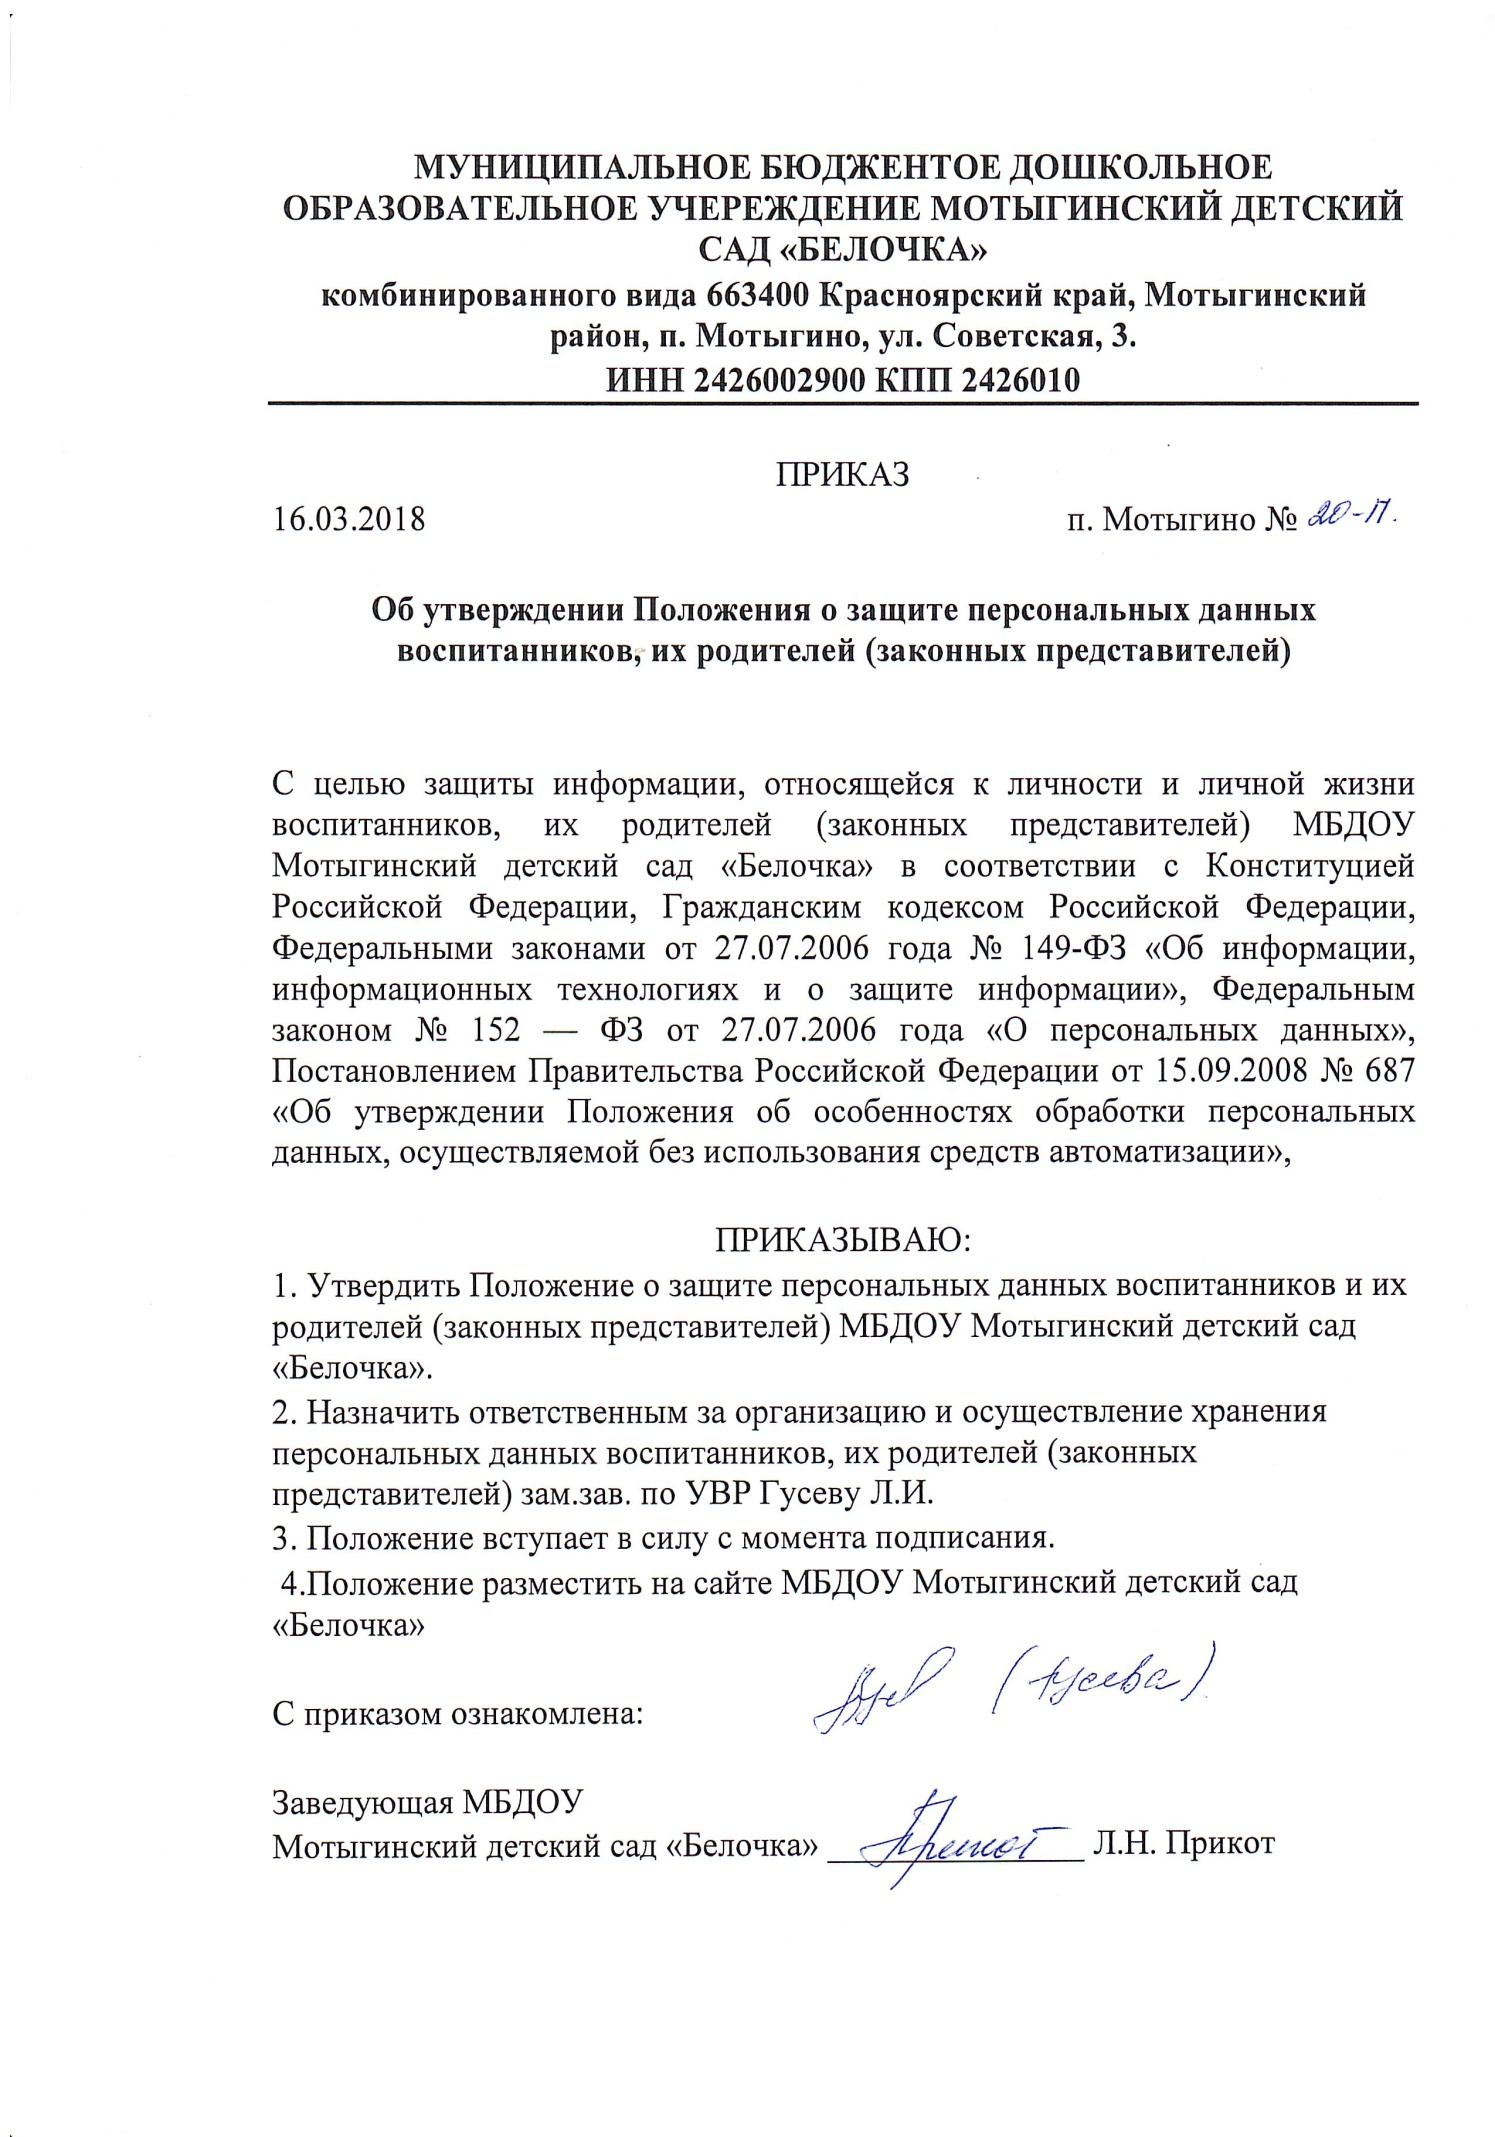 МУНИЦИПАЛЬНОЕ БЮДЖЕНТОЕ ДОШКОЛЬНОЕ
ОБРАЗОВАТЕЛЬНОЕ УЧЕРЕЖДЕНИЕ МОТЫГИНСКИЙ ДЕТСКИЙ
САД «БЕЛОЧКА»
комбинированного вида 663400 Красноярский край, Мотыгинский
район, п. Мотыгино, ул. Советская, 3.
ИНН 2426002900 КПП 2426010
ПРИКАЗ
16.03.2018 п. Мотыгино № 20-П.
Об утверждении Положения о защите персональных данных
воспитанников, их родителей (законных представителей)
С целью защиты информации, относящейся к личности и личной жизни
воспитанников, их родителей (законных представителей) МБДОУ
Мотыгинский детский сад «Белочка» в соответствии с Конституцией
Российской Федерации, Гражданским кодексом Российской Федерации,
Федеральными законами от 27.07.2006 года № 149-ФЗ «Об информации,
информационных технологиях и о защите информации», Федеральным
законом № 152 — ФЗ от 27.07.2006 года «О персональных данных»,
Постановлением Правительства Российской Федерации от 15.09.2008 № 687
«Об утверждении Положения об особенностях обработки персональных
данных, осуществляемой без использования средств автоматизации»,
ПРИКАЗЫВАЮ:
1. Утвердить Положение о защите персональных данных воспитанников и их
родителей (законных представителей) МБДОУ Мотыгинский детский сад
«Белочка».
2. Назначить ответственным за организацию и осуществление хранения
персональных данных воспитанников, их родителей (законных
представителей) зам.зав. по УВР Гусеву Л.И.
3. Положение вступает в силу с момента подписания.
4.Положение разместить на сайте МБДОУ Мотыгинский детский сад
«Белочка»
(Гусева)
С приказом ознакомлена:
Заведующая МБДОУ
Мотыгинский детский сад «Белочка» Прикот Л.Н. Прикот